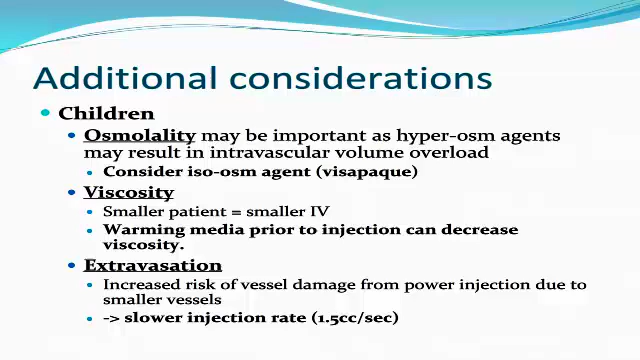 Additional considerations
Children
Osmolality may be important as hyper-osm agents
may result in intravascular volume overload
Consider iso-osm agent (visapaque)
Viscosity
Smaller patient = smaller IV
Warming media prior to injection can decrease
viscosity.
Extravasation
Increased risk of vessel damage from power injection due to
smaller vessels
-> slower injection rate (1.5cc/sec)